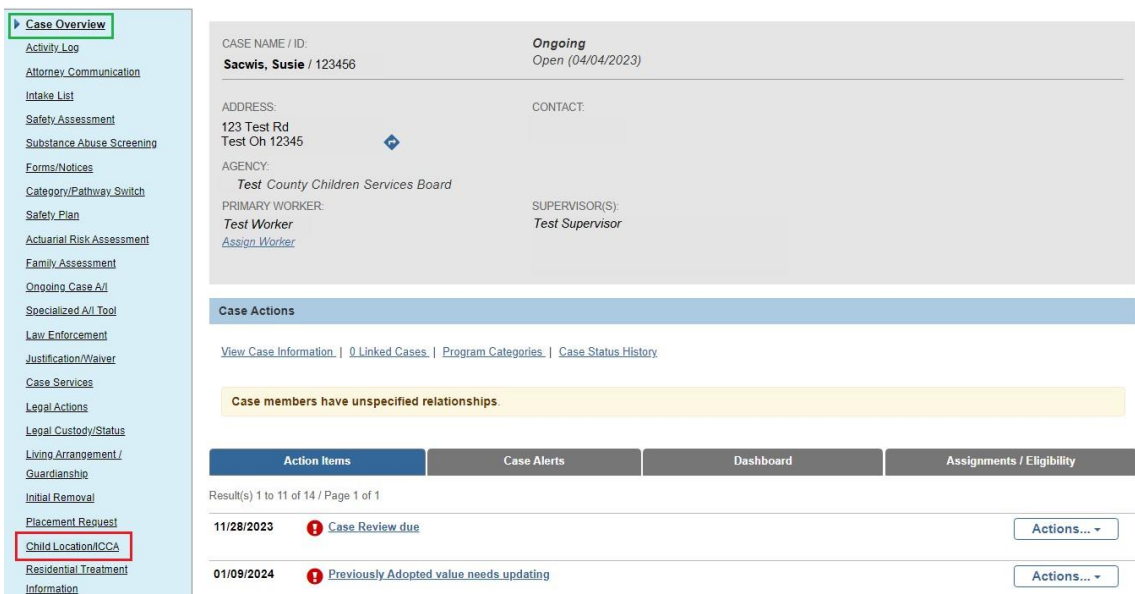 Case Overview
Activity Log
Attorney Communication
Intake List
Safety Assessment
Substance Abuse Screening
Forms/Notices
Category/Pathway Switch
Safety Plan
Actuarial Risk Assessment
Family Assessment
Ongoing Case A/I
Specialized A/I Tool
Law Enforcement
Justification/Waiver
Case Services
Legal Actions
Legal Custody/Status
Living Arrangement /
Guardianship
Initial Removal
Placement Request
Child Location/ICCA
Residential Treatment
Information
CASE NAME / ID:
Sacwis, Susie / 123456
Ongoing
Open (04/04/2023)
ADDRESS:
123 Test Rd
Test Oh 12345
CONTACT:
AGENCY:
Test County Children Services Board
PRIMARY WORKER:
Test Worker
Assign Worker
SUPERVISOR(S):
Test Supervisor
Case Actions
View Case Information | 0 Linked Cases | Program Categories | Case Status History
Case members have unspecified relationships.
Action Items Case Alerts Dashboard Assignments / Eligibility
Result(s) 1 to 11 of 14 / Page 1 of 1
11/28/2023 Case Review due Actions...
01/09/2024 Previously Adopted value needs updating Actions...